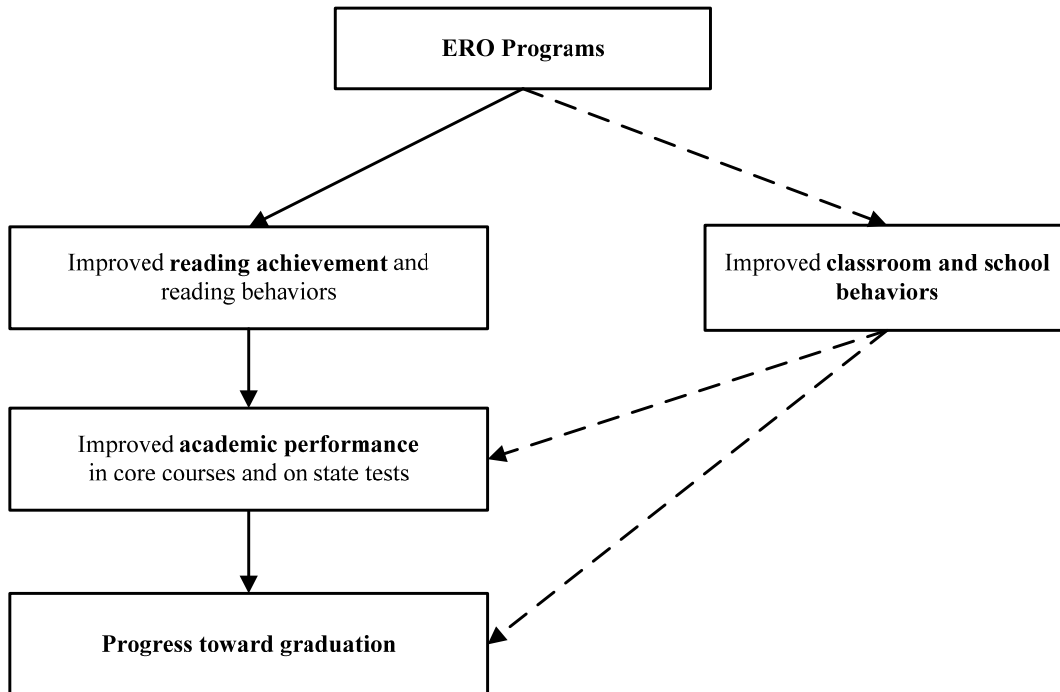 ERO Programs
Improved reading achievement and
reading behaviors
Improved classroom and school
behaviors
Improved academic performance
in core courses and on state tests
Progress toward graduation